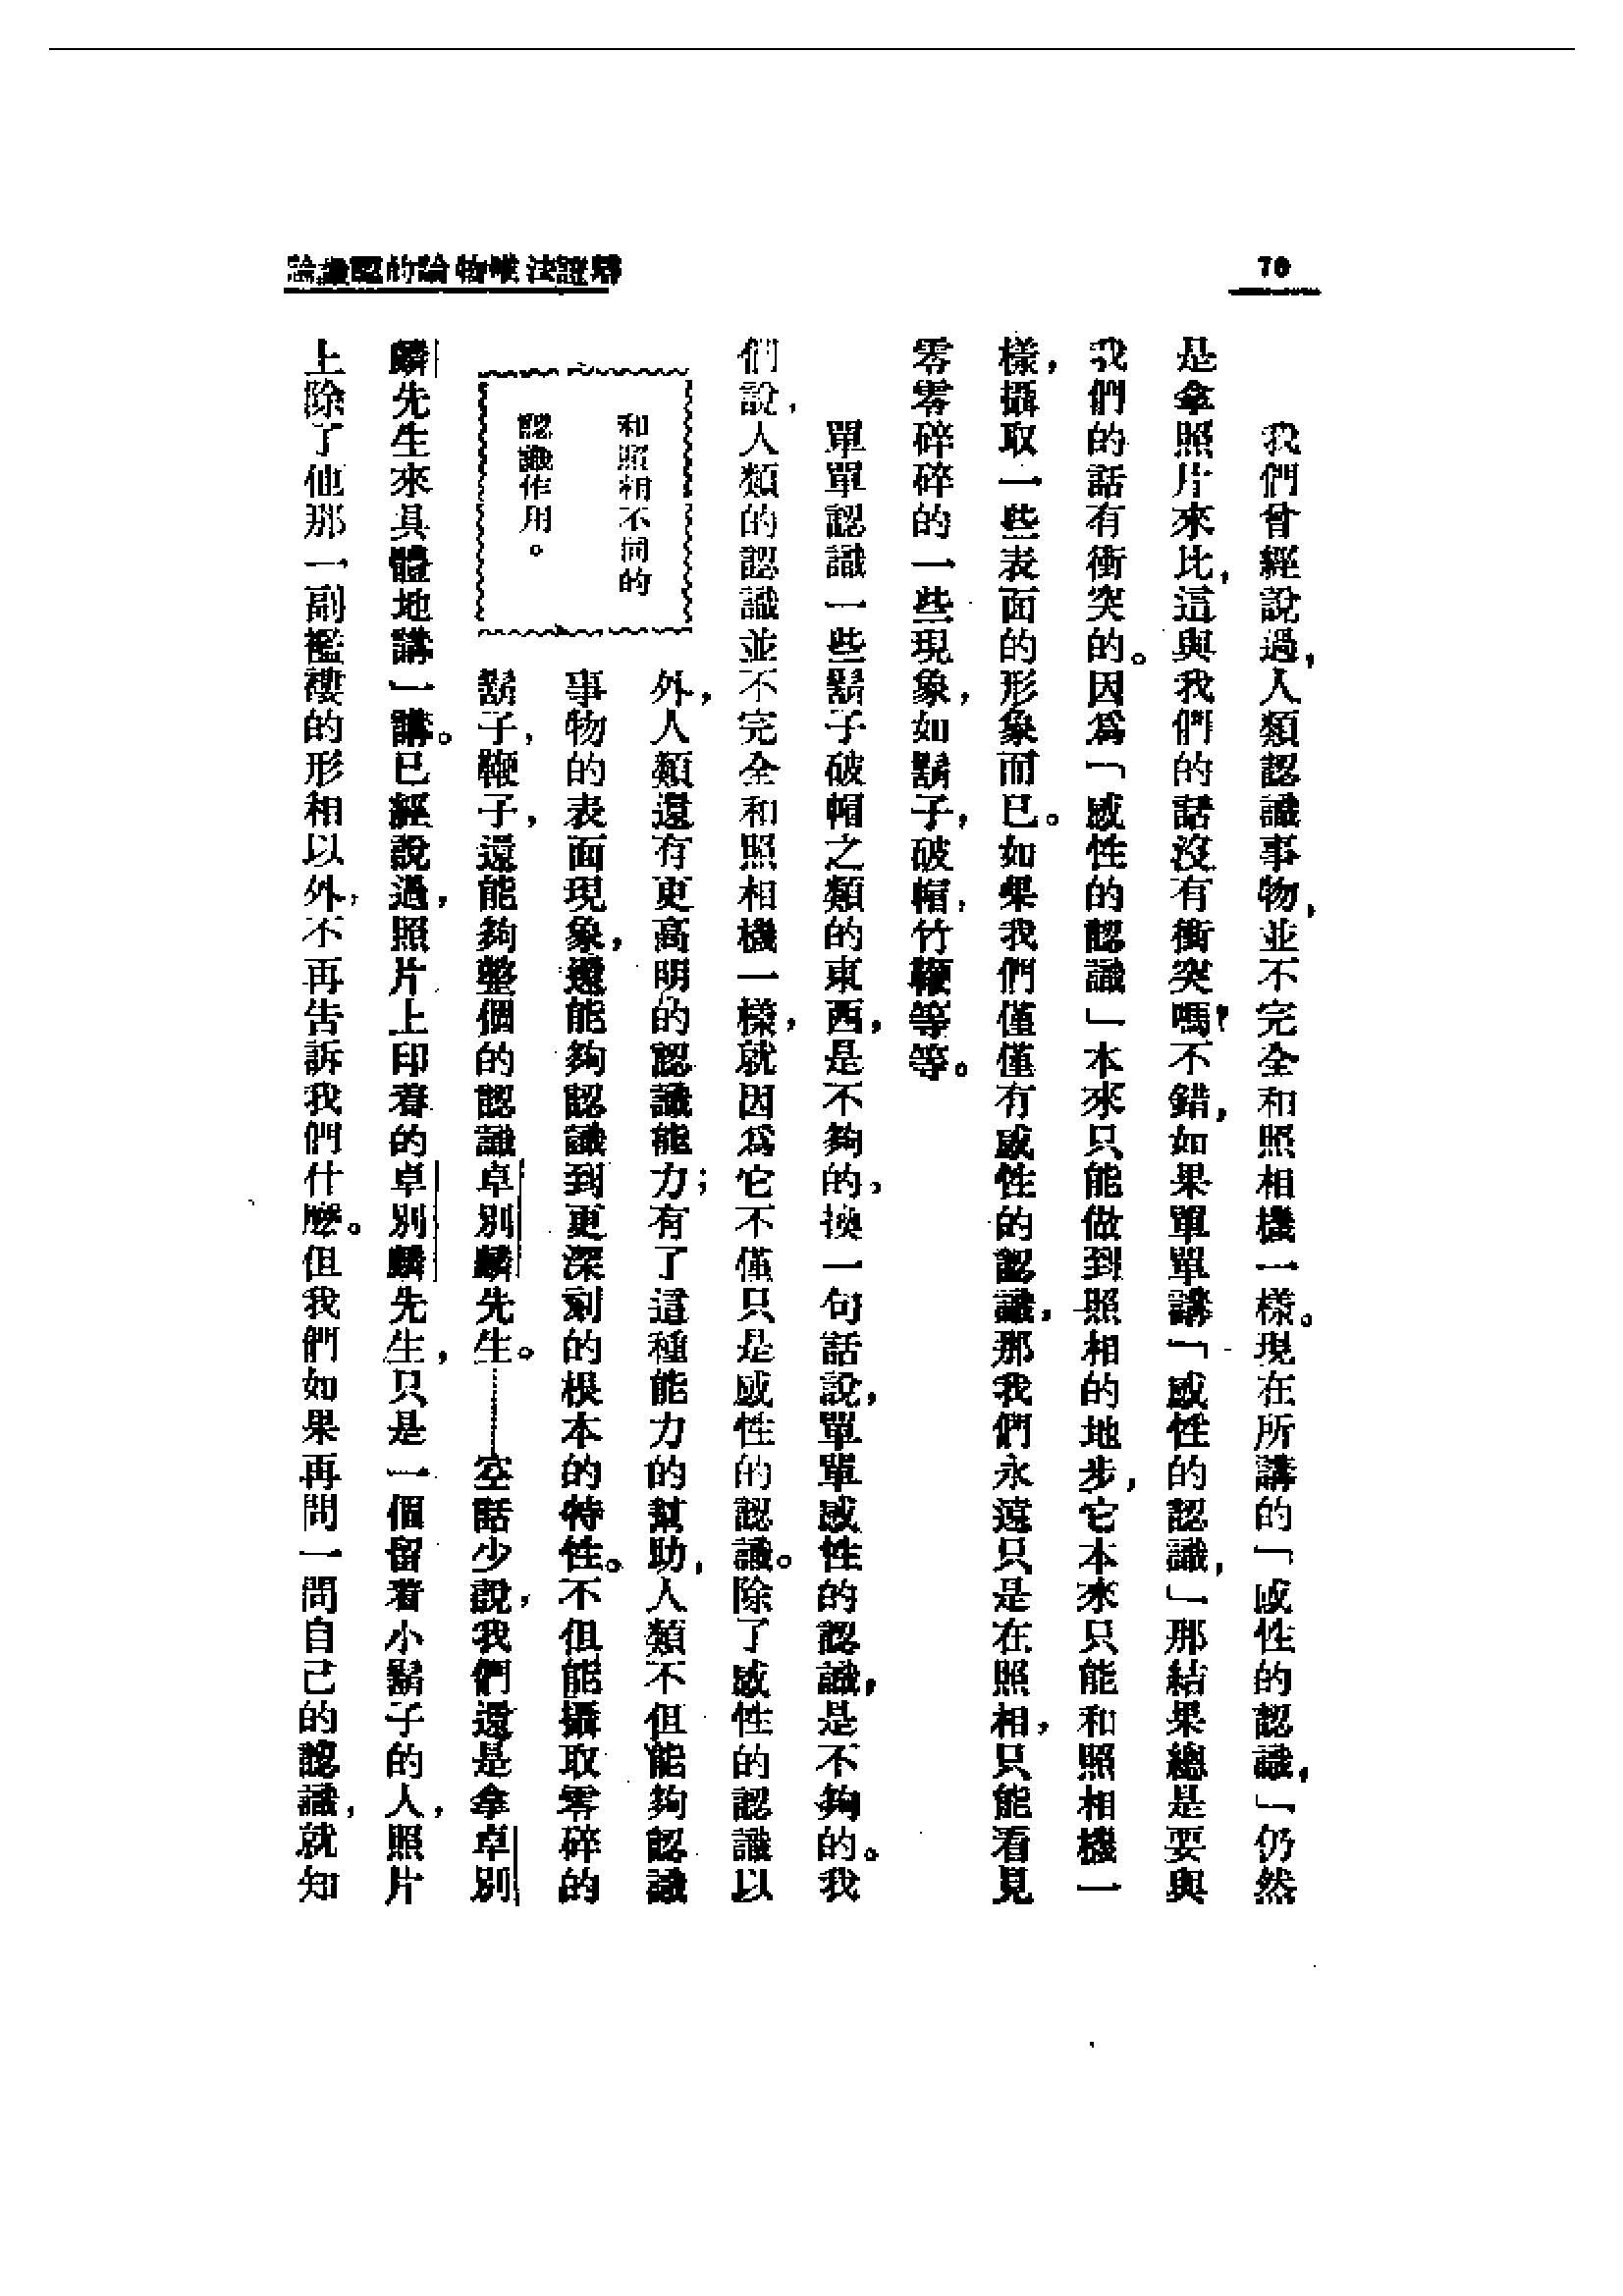 70
辯證法唯物論的認識論
我們曾經說過，人類認識事物，並不完全和照相機一樣。現在所講的「感性的認識，」仍然
是拿照片來比，這與我們的話沒有衝突嗎？不錯，如果單單講「感性的認識，」那結果總是要與
我們的話有衝突的。因爲「感性的認識」本來只能做到照相的地步，它本來只能和照相機一
樣，攝取一些表面的形象而已。如果我們僅僅有感性的認識，那我們永遠只是在照相，只能看見
零零碎碎的一些現象，如鬍子，破帽，竹鞭等等。
單單認識一些鬍子破帽之類的東西，是不夠的。換一句話說，單單感性的認識，是不夠的。我
們說，人類的認識並不完全和照相機一樣，就因爲它不僅只是感性的認識。除了感性的認識以
外，人類還有更高明的認識能力；有了這種能力的幫助，人類不但能夠認識
事物的表面現象，還能夠認識到更深刻的根本的特性。不但能攝取零碎的
鬍子，鞭子，還能夠整個的認識卓別麟先生。——空話少說，我們還是拿卓別
和照相不同的
認識作用。
麟先生來具體地講一講。已經說過，照片上印着的卓別麟先生，只是一個留着小鬍子的人，照片
上除了他那一副襤褸的形相以外，不再告訴我們什麼。但我們如果再問一問自己的認識，就知